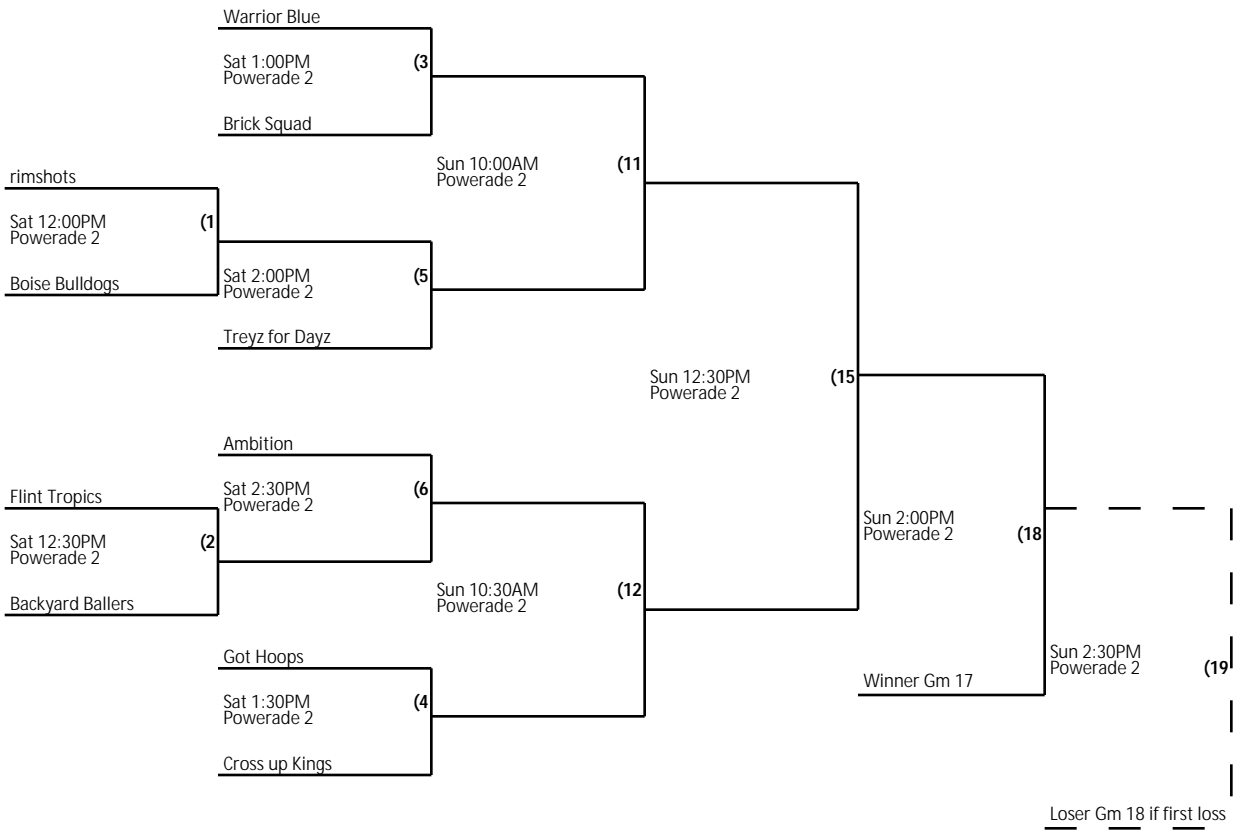 Warrior Blue
Sat 1:00PM (3
Powerade 2
Brick Squad
Sun 10:00AM (11
Powerade 2
rimshots
Sat 12:00PM (1
Powerade 2
Boise Bulldogs
Sat 2:00PM (5
Powerade 2
Treyz for Dayz
Sun 12:30PM (15
Powerade 2
Ambition
Sat 2:30PM (6
Powerade 2
Flint Tropics
Sat 12:30PM (2
Powerade 2
Backyard Ballers
Sun 10:30AM (12
Powerade 2
Sun 2:00PM (18
Powerade 2
Got Hoops
Sat 1:30PM (4
Powerade 2
Cross up Kings
Winner Gm 17
Sun 2:30PM (19
Powerade 2
Loser Gm 18 if first loss